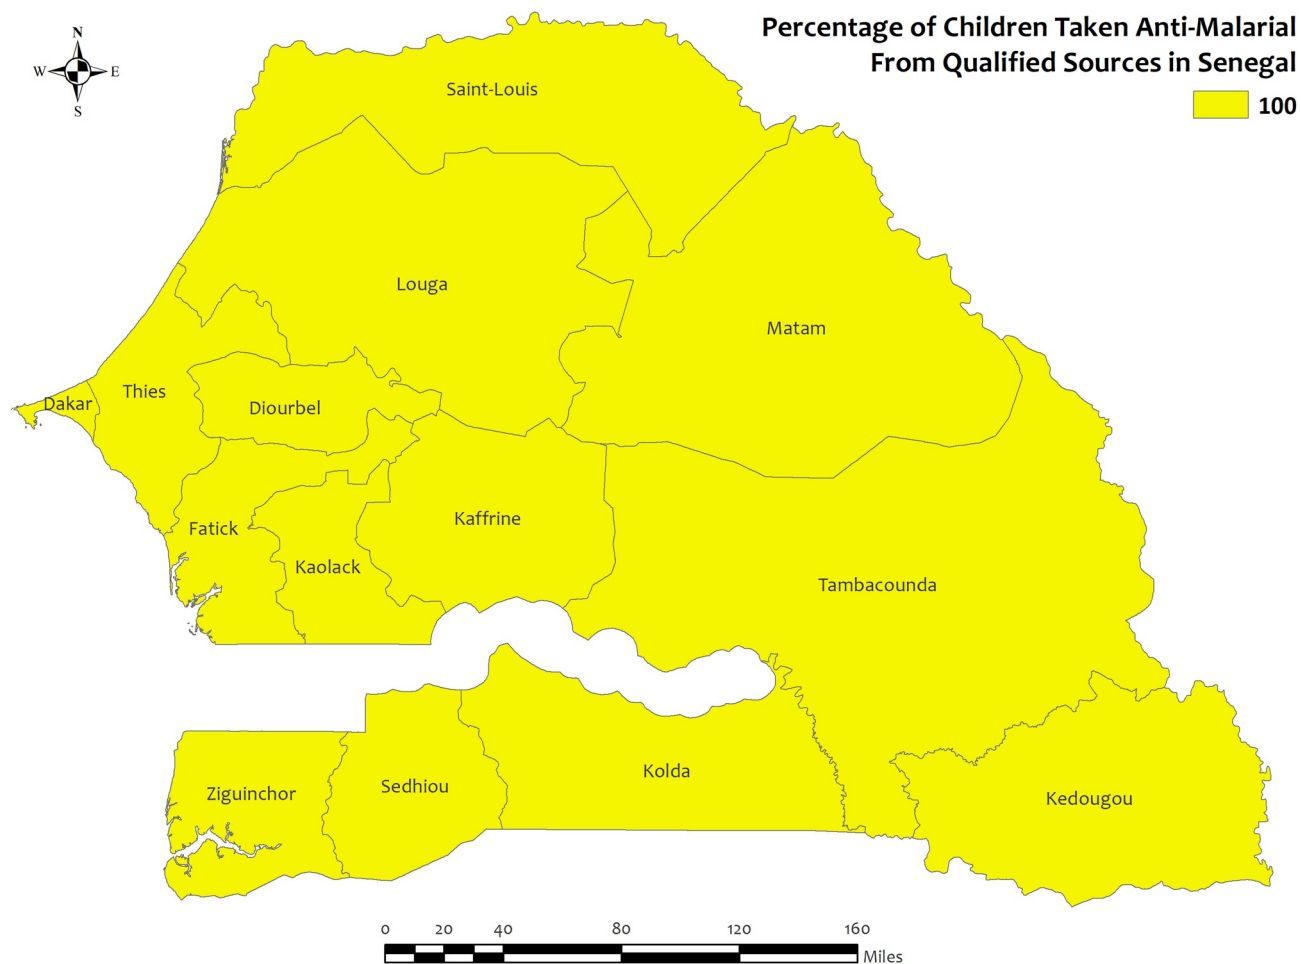 Percentage of Children Taken Anti-Malarial
From Qualified Sources in Senegal
100
N
W E
S
Saint-Louis
Louga
Matam
Thies
Dakar
Diourbel
Fatick
Kaffrine
Kaolack
Tambacounda
Kolda
Sedhiou
Ziguinchor
Kedougou
0 20 40 80 120 160
Miles